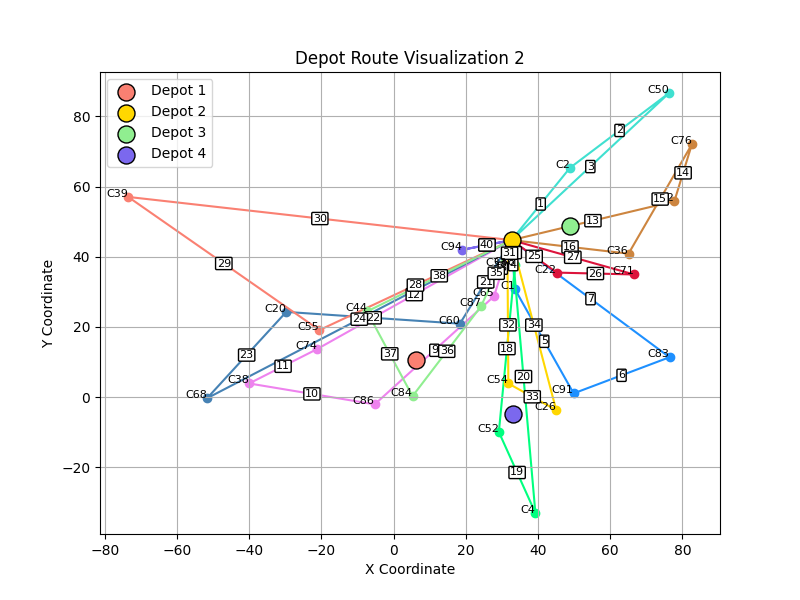 Depot Route Visualization 2
Depot 1
Depot 2
Depot 3
Depot 4
Y Coordinate
80
60
40
20
0
−20
−80
−60
−40
−20
0
20
40
60
80
X Coordinate
C50
2
C76
C2
3
14
C39
1
15
13
30
C94
40
31
16
C36
25
27
38
C22
26
C71
29
28
21
35
C1
12
C65
7
C87
C20
C44
24
22
C60
C55
32
34
5
C74
18
37
9
36
C83
23
11
20
6
C38
C54
C68
10
C84
33
C91
C86
C26
C52
19
C4